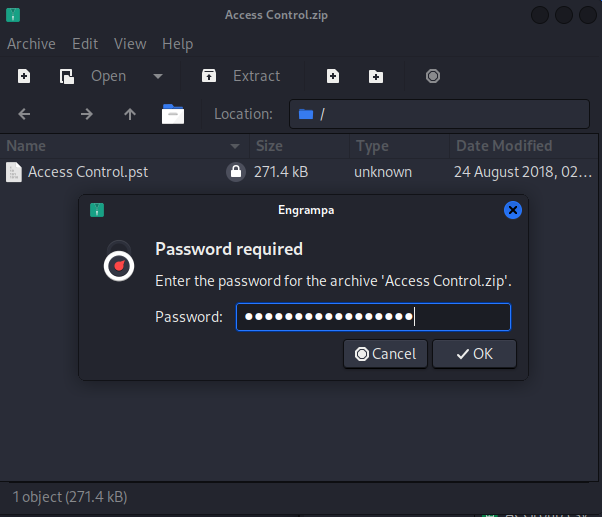 Access Control.zip
Archive Edit View Help
Open Extract
Location: /
Name Size Type Date Modified
Access Control.pst 271.4 kB unknown 24 August 2018, 02...
Engrampa
Password required
Enter the password for the archive 'Access Control.zip'.
Password: •••••••••••••••••
Cancel OK
1 object (271.4 kB)